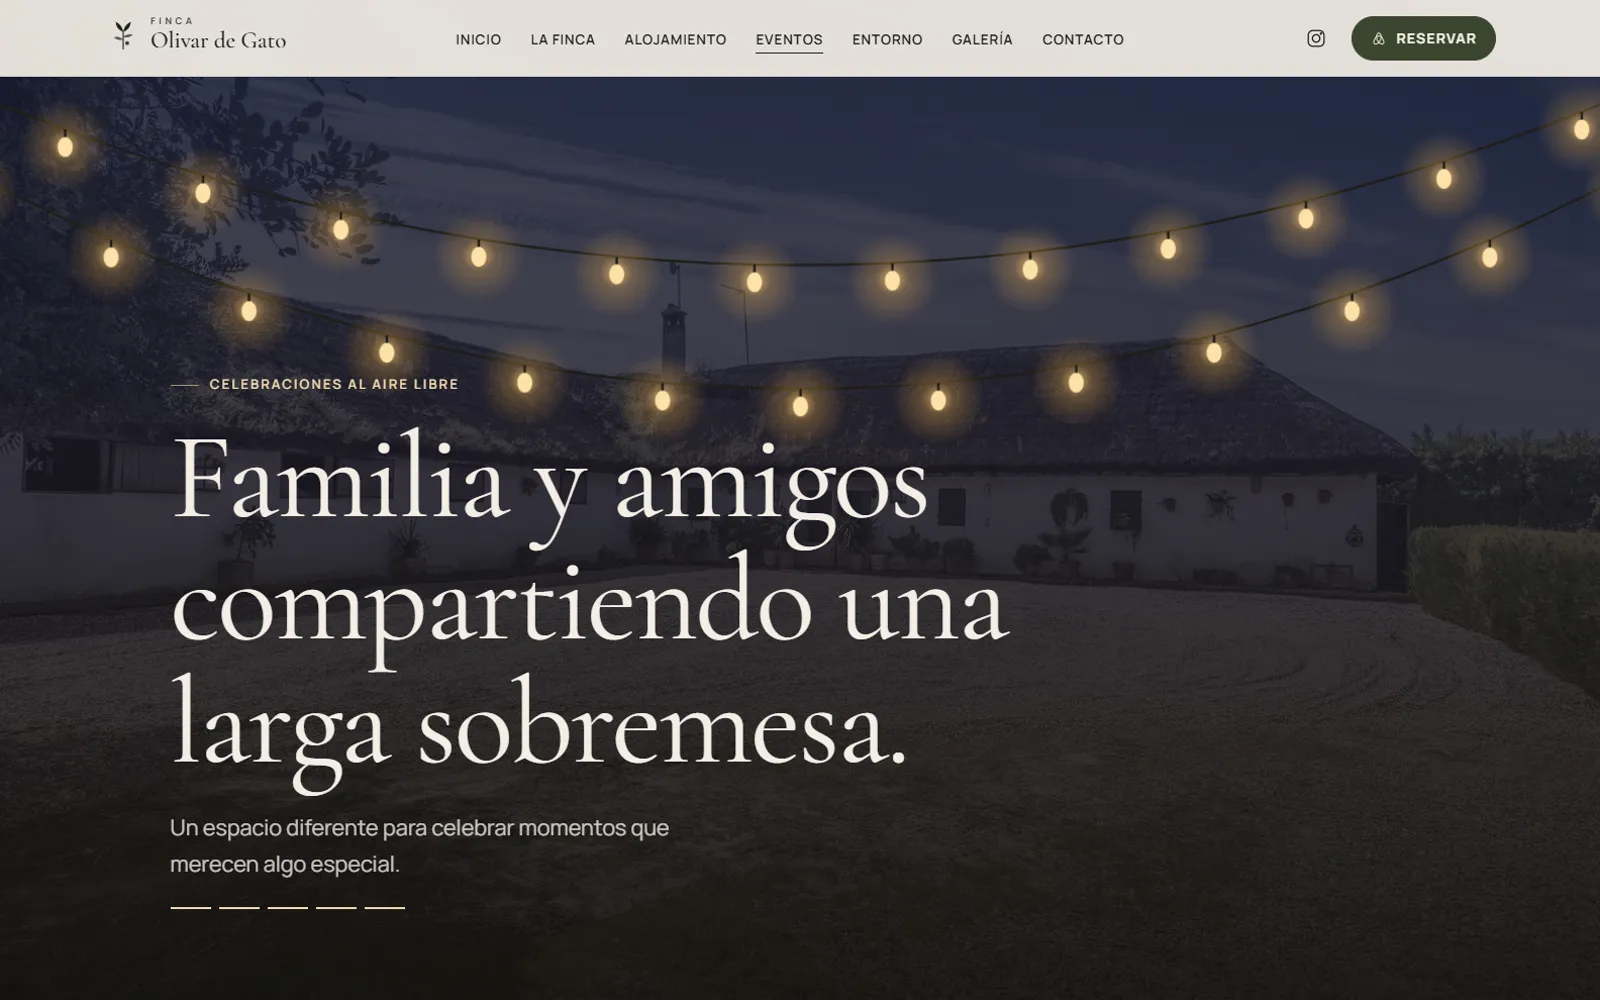 FINCA
Olivar de Gato
INICIO
LA FINCA
ALOJAMIENTO
EVENTOS
ENTORNO
GALERÍA
CONTACTO
RESERVAR
CELEBRACIONES AL AIRE LIBRE
Familia y amigos
compartiendo una
larga sobremesa.
Un espacio diferente para celebrar momentos que
merecen algo especial.